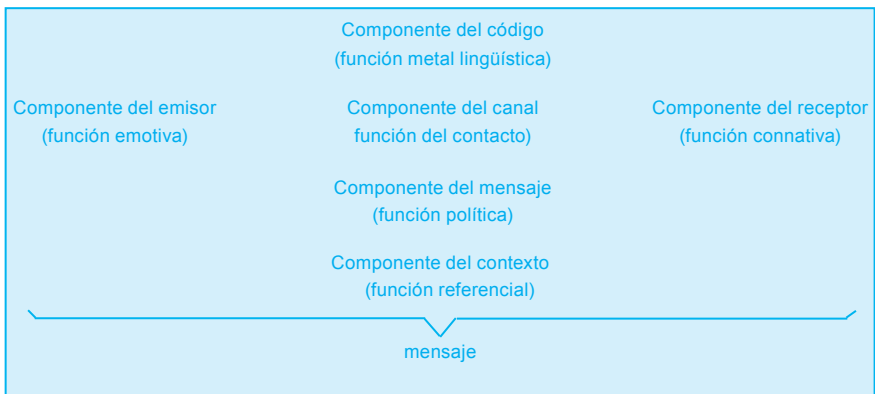 Componente del código
(función metal lingüística)
Componente del emisor
(función emotiva)
Componente del canal
función del contacto)
Componente del receptor
(función connativa)
Componente del mensaje
(función política)
Componente del contexto
(función referencial)
mensaje